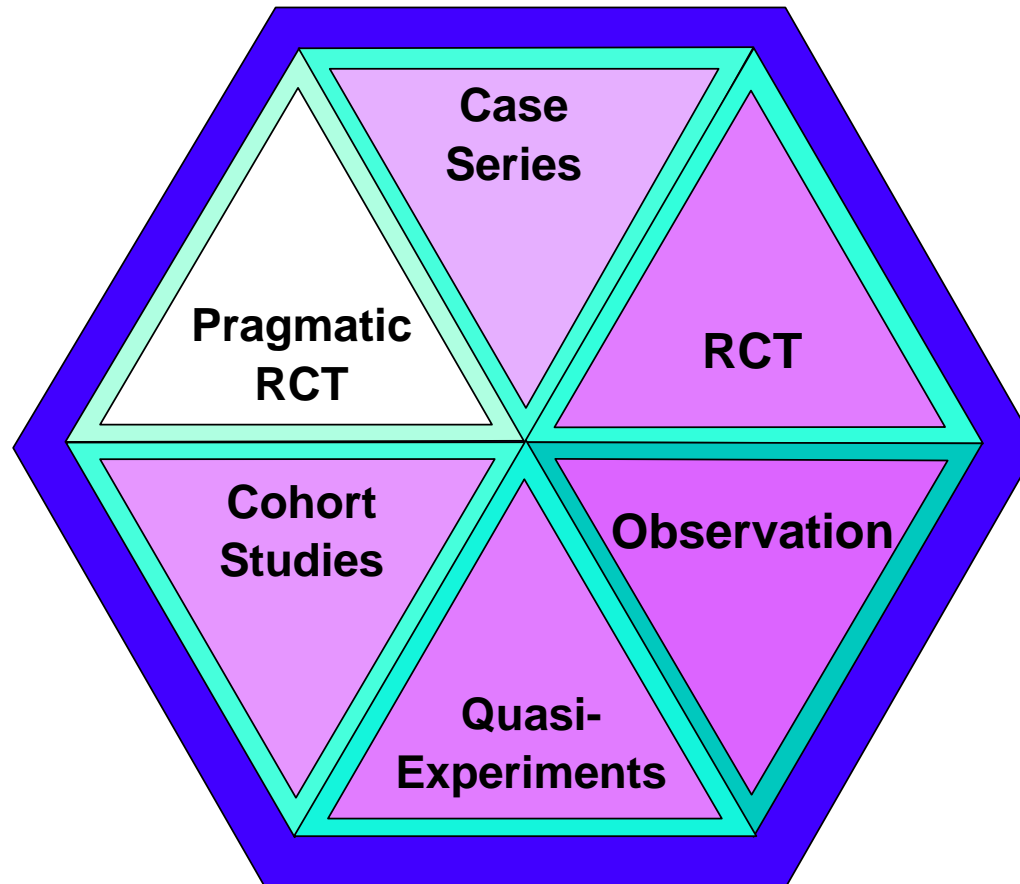 Case
Series
Pragmatic
RCT
RCT
Cohort
Studies
Observation
Quasi-
Experiments